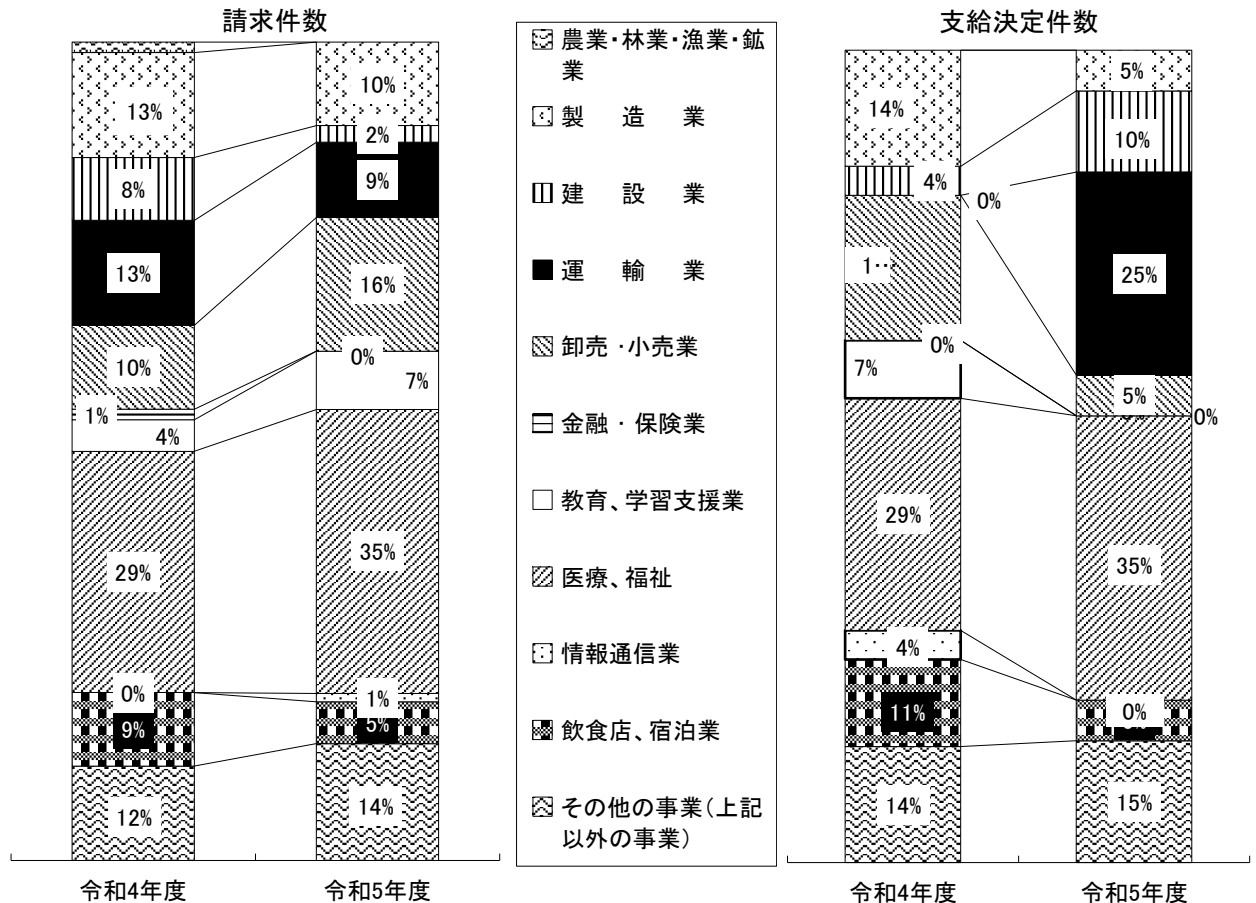 請求件数
13%
8%
13%
10%
1%
4%
29%
0%
9%
12%
10%
2%
9%
16%
0%
7%
35%
1%
5%
14%
令和4年度
令和5年度
農業・林業・漁業・鉱
業
製 造 業
建 設 業
運 輸 業
卸売 ・小売業
金融 ・ 保険業
教育、学習支援業
医療、福祉
情報通信業
飲食店、宿泊業
その他の事業(上記
以外の事業)
支給決定件数
14%
4%
0%
1…
0%
7%
29%
4%
11%
14%
5%
10%
25%
5%
0%
35%
0%
15%
令和4年度
令和5年度